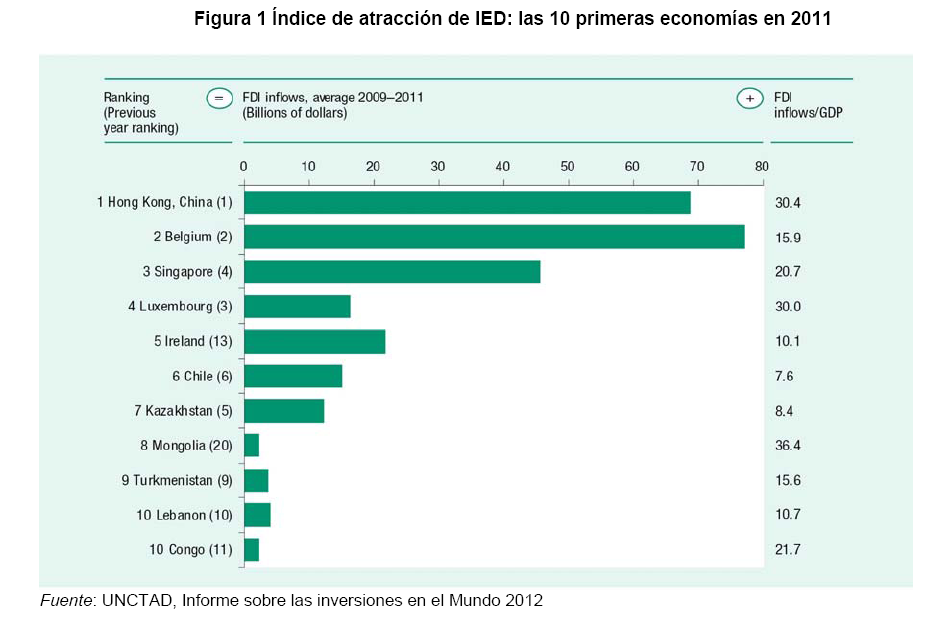 Figura 1 Índice de atracción de IED: las 10 primeras economías en 2011
Ranking
(Previous
year ranking)
=
FDI inflows, average 2009–2011
(Billions of dollars)
+
FDI
inflows/GDP
0 10 20 30 40 50 60 70 80
1 Hong Kong, China (1) 30.4
2 Belgium (2) 15.9
3 Singapore (4) 20.7
4 Luxembourg (3) 30.0
5 Ireland (13) 10.1
6 Chile (6) 7.6
7 Kazakhstan (5) 8.4
8 Mongolia (20) 36.4
9 Turkmenistan (9) 15.6
10 Lebanon (10) 10.7
10 Congo (11) 21.7
Fuente: UNCTAD, Informe sobre las inversiones en el Mundo 2012